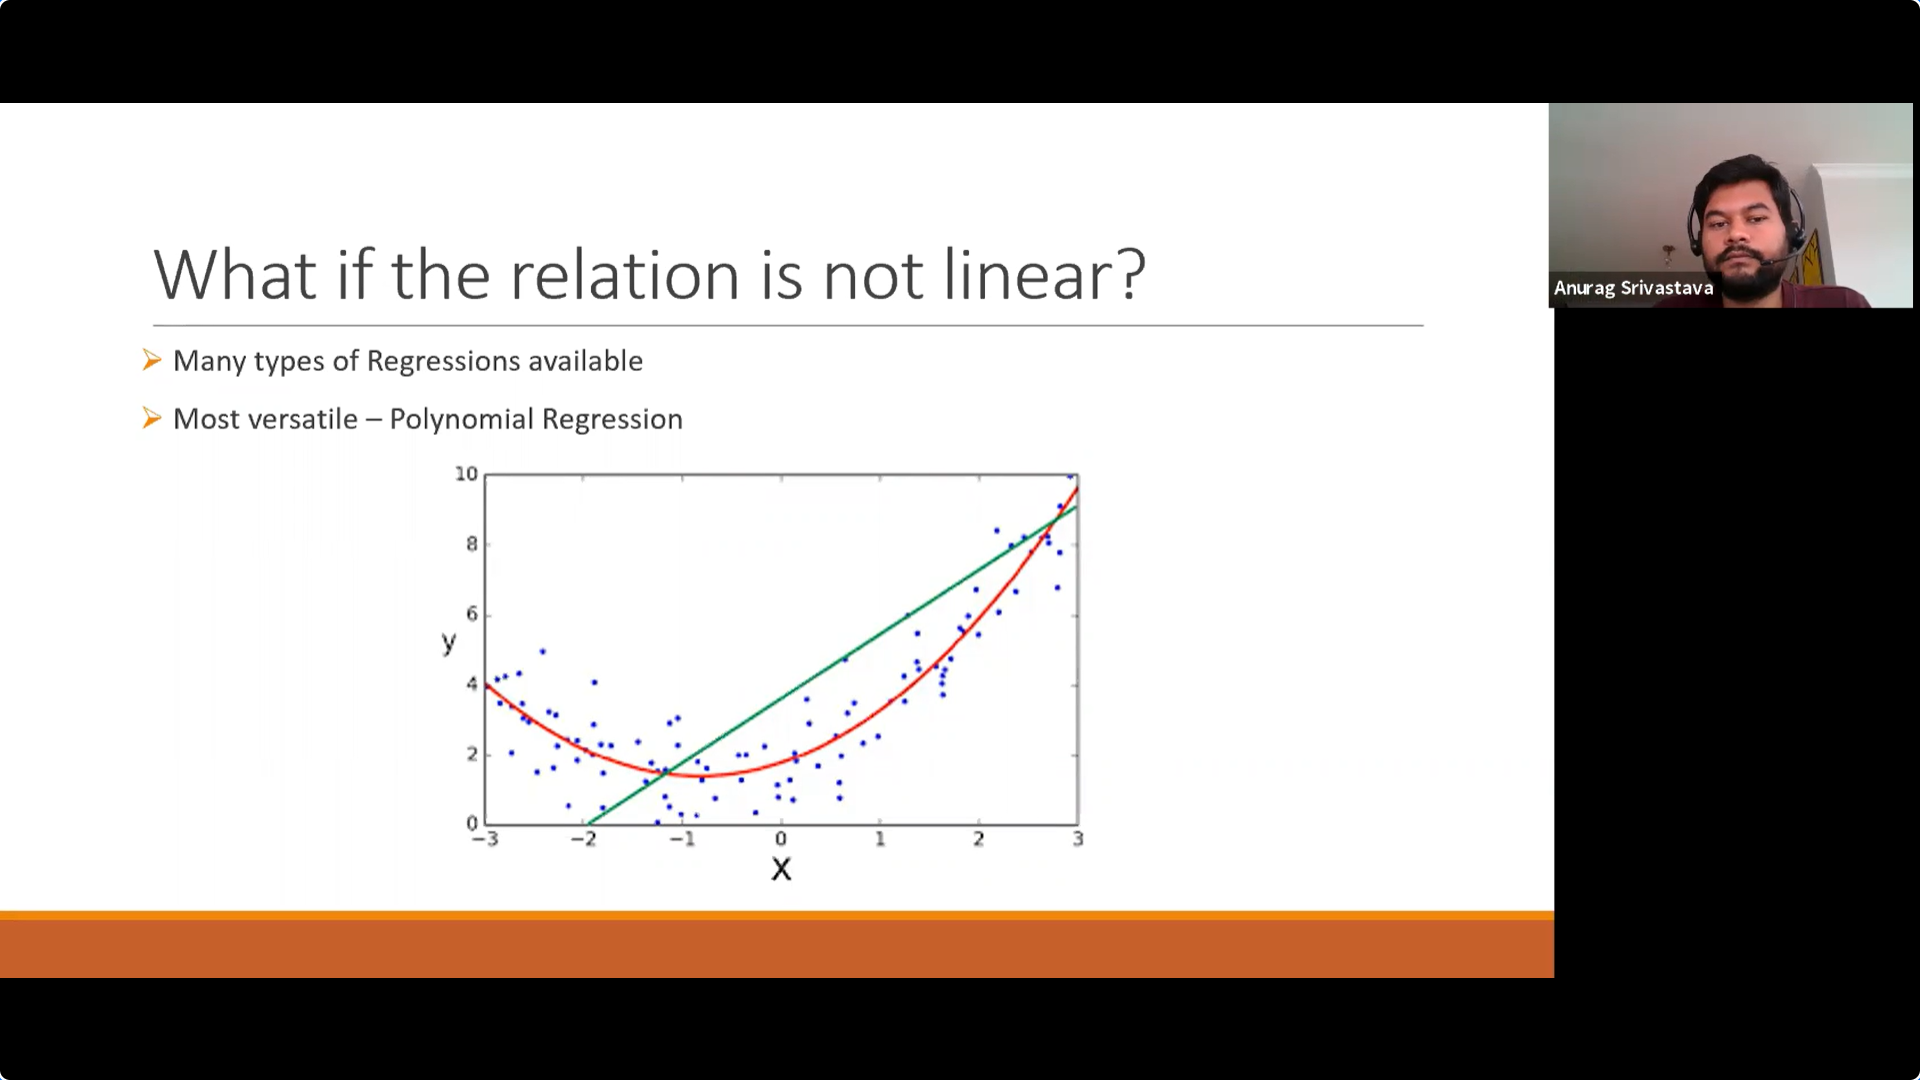 What if the relation is not linear?
Many types of Regressions available
Most versatile – Polynomial Regression
10
8
6
y
4
2
0
−3 −2 −1 0 1 2 3
X
Anurag Srivastava